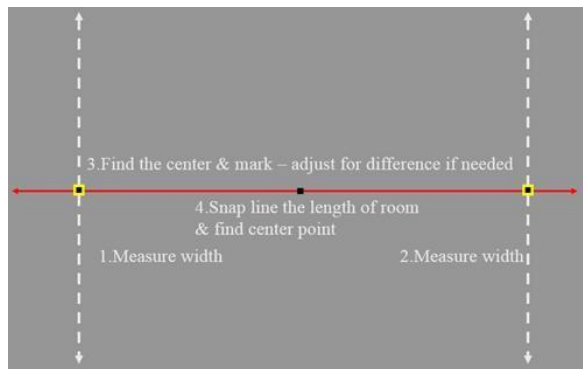 3.Find the center & mark – adjust for difference if needed
4.Snap line the length of room
& find center point
1.Measure width
2.Measure width